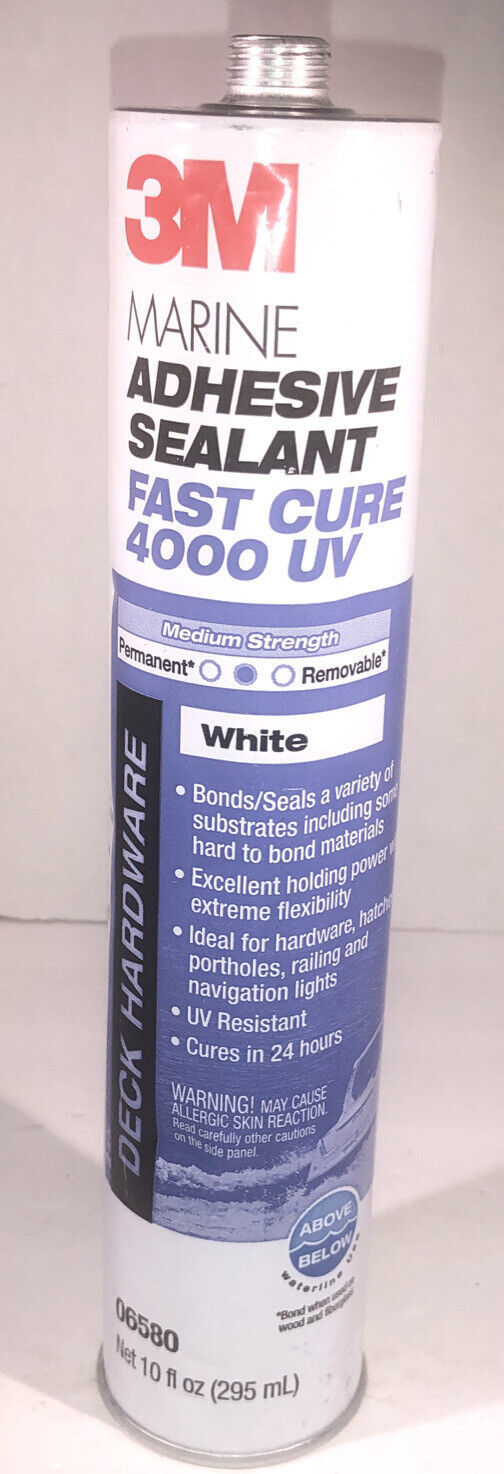 3M
MARINE
ADHESIVE
SEALANT
FAST CURE
4000 UV
Medium Strength
Permanent* Removable*
White
DECK HARDWARE
• Bonds/Seals a variety of
substrates including
hard to bond materials
• Excellent holding power
extreme flexibility
• Ideal for hardware,
portholes, railing and
navigation lights
• UV Resistant
• Cures in 24 hours
WARNING! MAY CAUSE
ALLERGIC SKIN REACTION.
Read carefully other cautions
on the side panel.
ABOVE
BELOW
waterline use
*Bond when used on
wood and fiberglass
06580
Net 10 fl oz (295 mL)